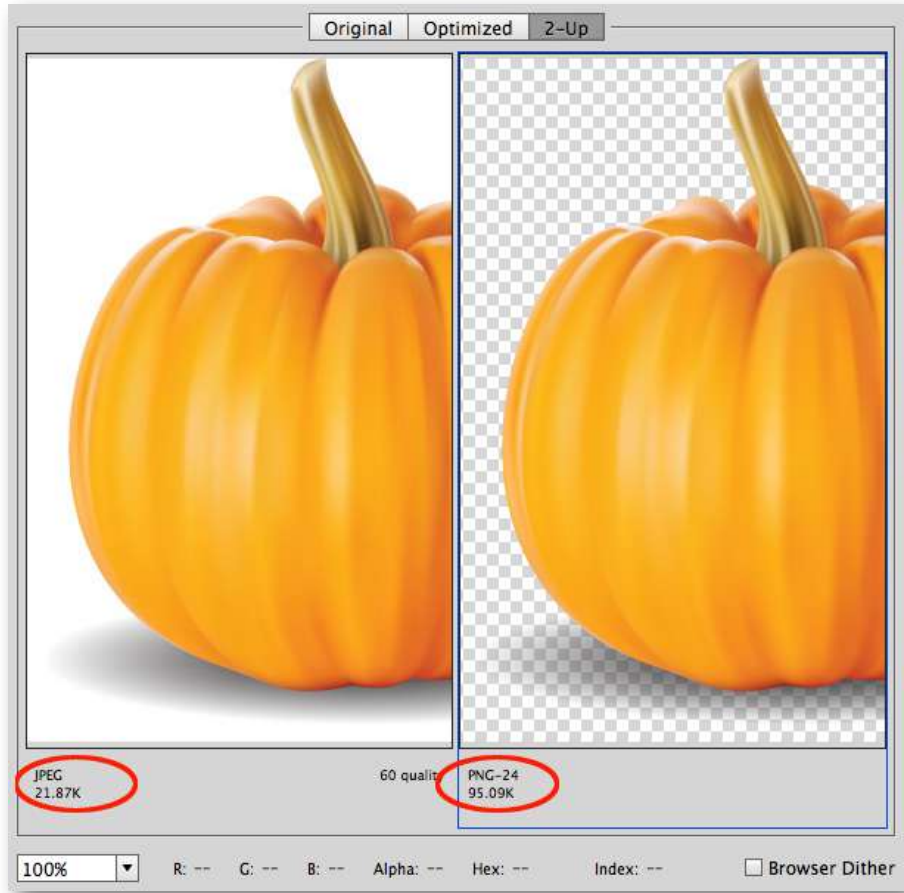 Original Optimized 2-Up
JPEG 60 qualit PNG-24
21.87K 95.09K
100% R: -- G: -- B: -- Alpha: -- Hex: -- Index: -- Browser Dither